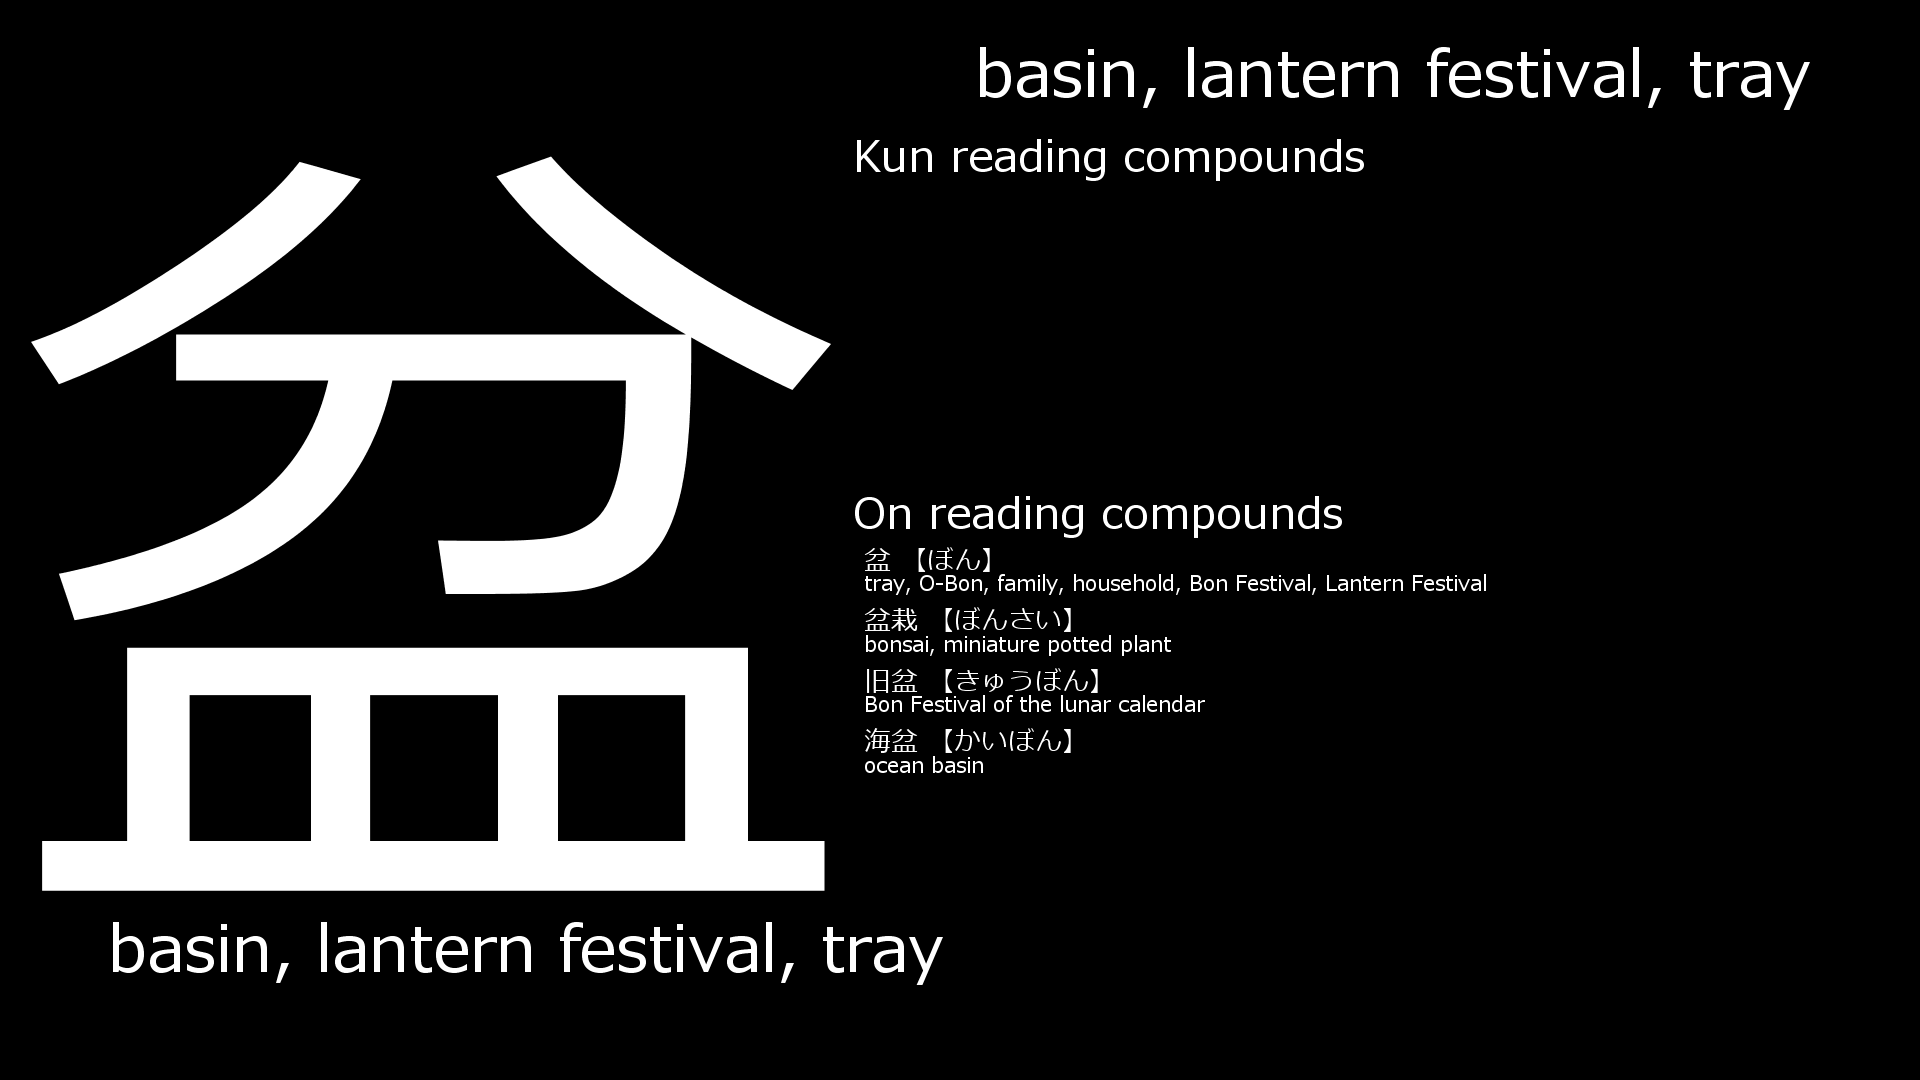 盆
basin, lantern festival, tray
basin, lantern festival, tray
Kun reading compounds
On reading compounds
盆 【ぼん】
tray, O-Bon, family, household, Bon Festival, Lantern Festival
盆栽 【ぼんさい】
bonsai, miniature potted plant
旧盆 【きゅうぼん】
Bon Festival of the lunar calendar
海盆 【かいぼん】
ocean basin